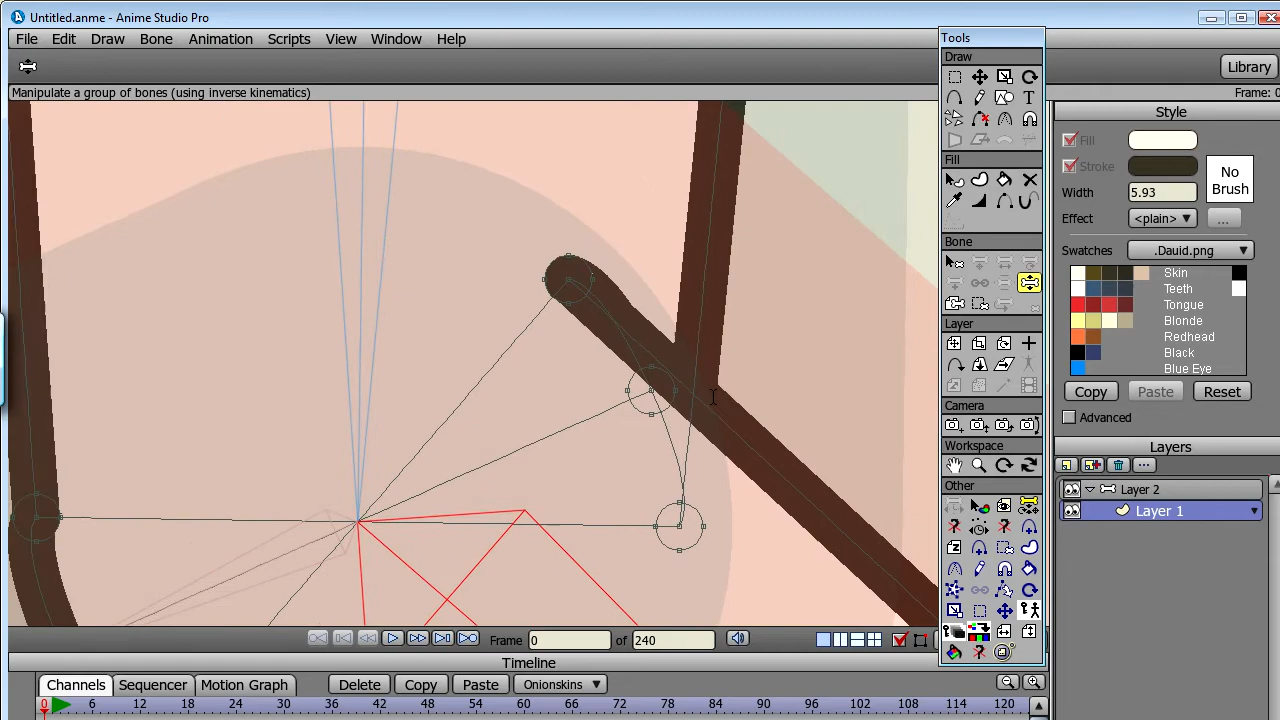 Untitled.anme - Anime Studio Pro
File Edit Draw Bone Animation Scripts View Window Help
Library
Manipulate a group of bones (using inverse kinematics)
Frame: 0
Tools
Draw
T
Fill
Bone
Layer
Camera
Workspace
Other
Style
Fill
Stroke
No Brush
Width 5.93
Effect <plain> ...
Swatches .Dauid.png
Skin
Teeth
Tongue
Blonde
Redhead
Black
Blue Eye
Copy Paste Reset
Advanced
Layers
Layer 2
Layer 1
Frame 0 of 240
Timeline
Channels Sequencer Motion Graph Delete Copy Paste Onionskins
0 6 12 18 24 30 36 42 48 54 60 66 72 78 84 90 96 102 108 114 120